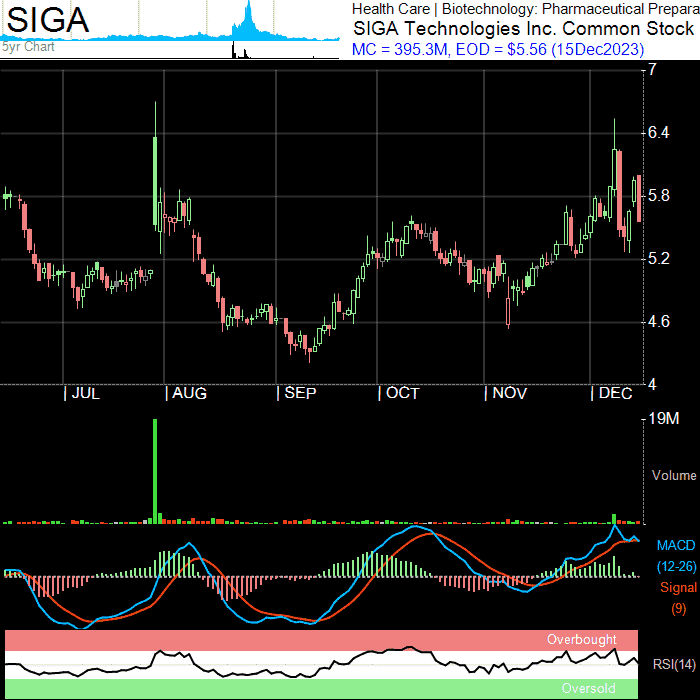 SIGA
5yr Chart
Health Care | Biotechnology: Pharmaceutical Prepara
SIGA Technologies Inc. Common Stock
MC = 395.3M, EOD = $5.56 (15Dec2023)
7
6.4
5.8
5.2
4.6
4
| JUL | AUG | SEP | OCT | NOV | DEC
19M
Volume
MACD
(12-26)
Signal
(9)
Overbought
RSI(14)
Oversold